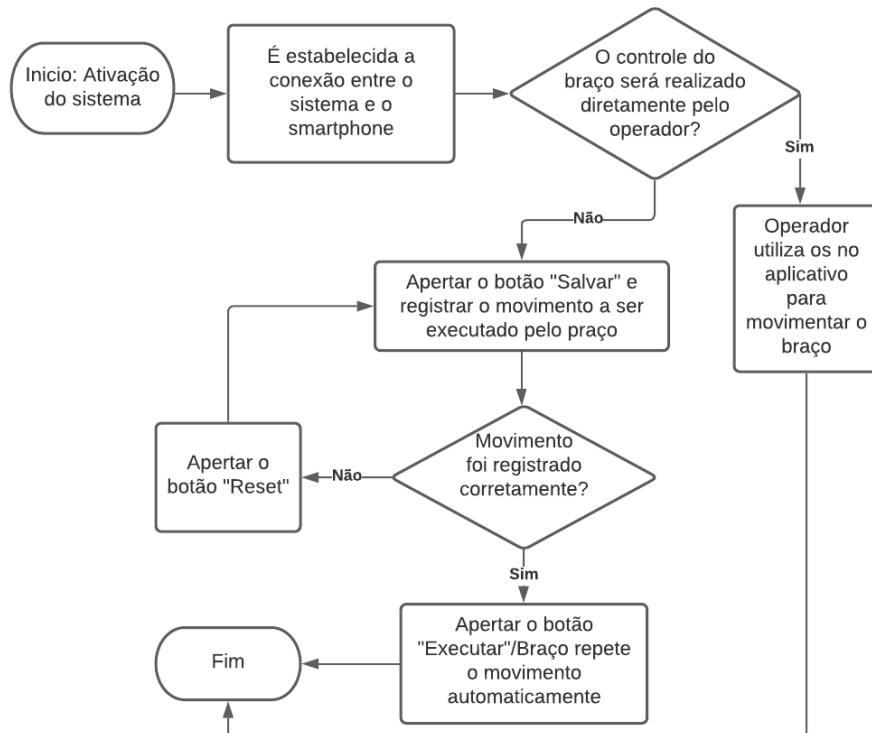 Inicio: Ativação
do sistema
É estabelecida a
conexão entre
o sistema e o
smartphone
O controle do
braço será realizado
diretamente pelo
operador?
Sim
Não
Operador
utiliza os no
aplicativo
para
movimentar o
braço
Apertar o botão "Salvar" e
registrar o movimento a ser
executado pelo praço
Movimento
foi registrado
corretamente?
Não
Apertar o
botão "Reset"
Sim
Apertar o botão
"Executar"/Braço repete
o movimento
automaticamente
Fim